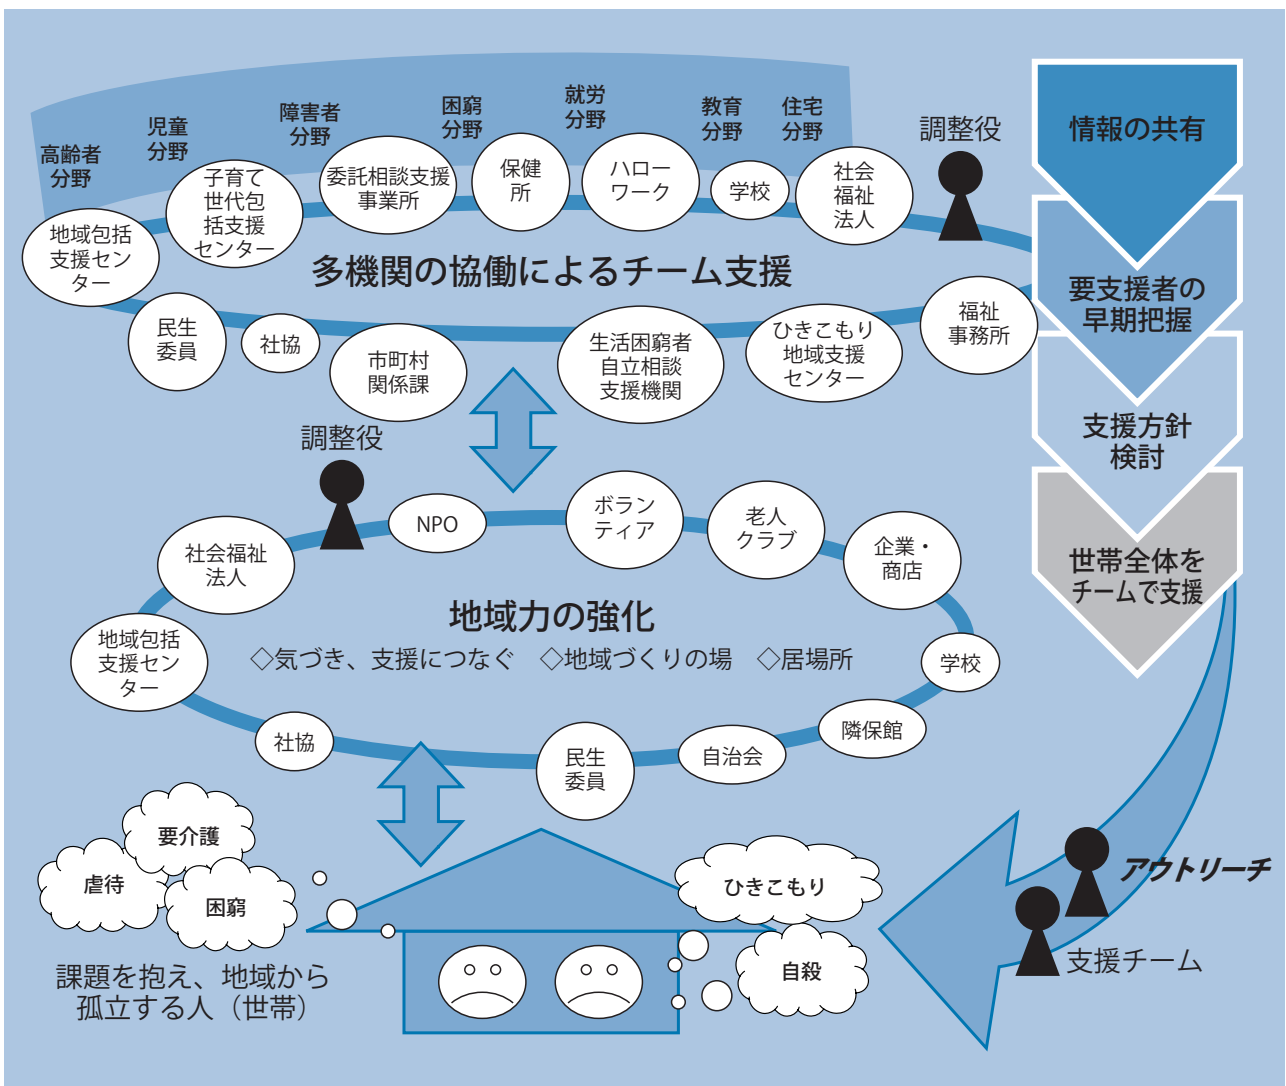 高齢者
分野
児童
分野
障害者
分野
困窮
分野
就労
分野
教育
分野
住宅
分野
調整役
地域包括
支援セン
ター
子育て
世代包
括支援
センター
委託相談支援
事業所
保健
所
ハロー
ワーク
学校
社会
福祉
法人
多機関の協働によるチーム支援
民生
委員
社協
市町村
関係課
生活困窮者
自立相談
支援機関
ひきこもり
地域支援
センター
福祉
事務所
情報の共有
要支援者の
早期把握
支援方針
検討
世帯全体を
チームで支援
調整役
社会福祉
法人
NPO
ボラン
ティア
老人
クラブ
企業・
商店
地域包括
支援セン
ター
地域力の強化
◇気づき、支援につなぐ ◇地域づくりの場 ◇居場所
学校
社協
民生
委員
自治会
隣保館
要介護
虐待
困窮
課題を抱え、地域から
孤立する人（世帯）
ひきこもり
自殺
アウトリーチ
支援チーム